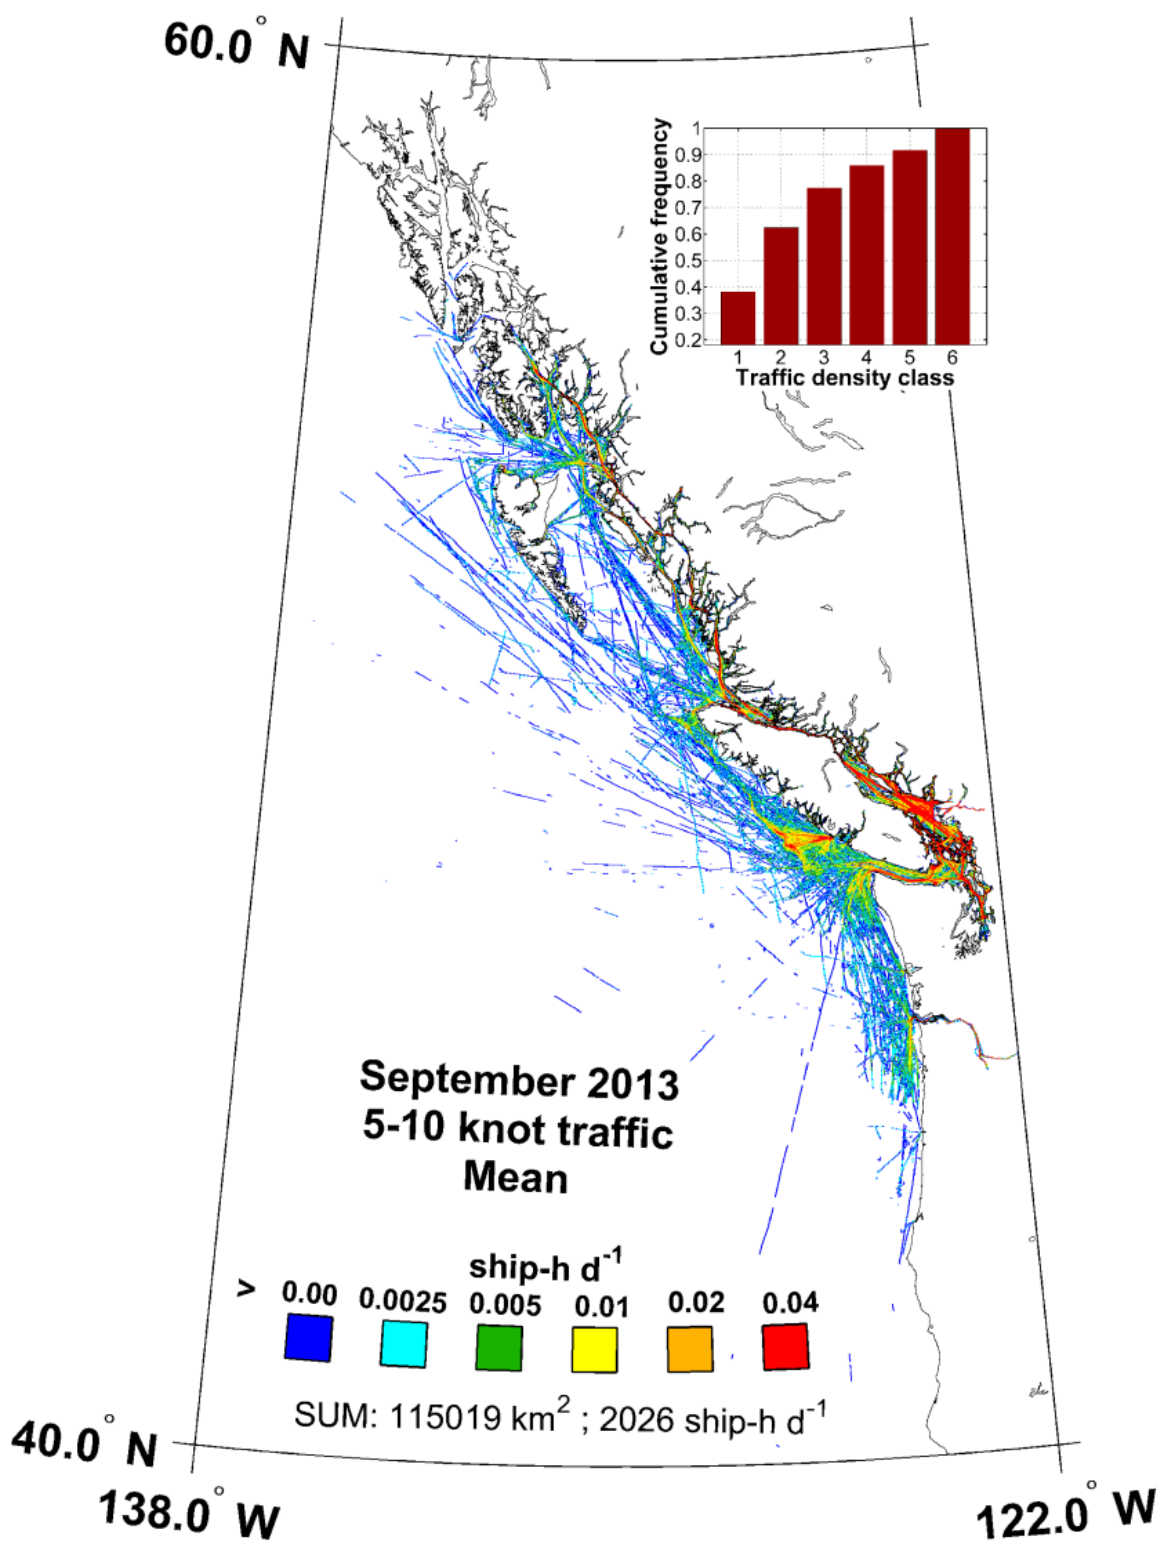 60.0° N
Cumulative frequency
1
0.9
0.8
0.7
0.6
0.5
0.4
0.3
0.2
1 2 3 4 5 6
Traffic density class
September 2013
5-10 knot traffic
Mean
ship-h d⁻¹
> 0.00 0.0025 0.005 0.01 0.02 0.04
SUM: 115019 km² ; 2026 ship-h d⁻¹
40.0° N
138.0° W
122.0° W